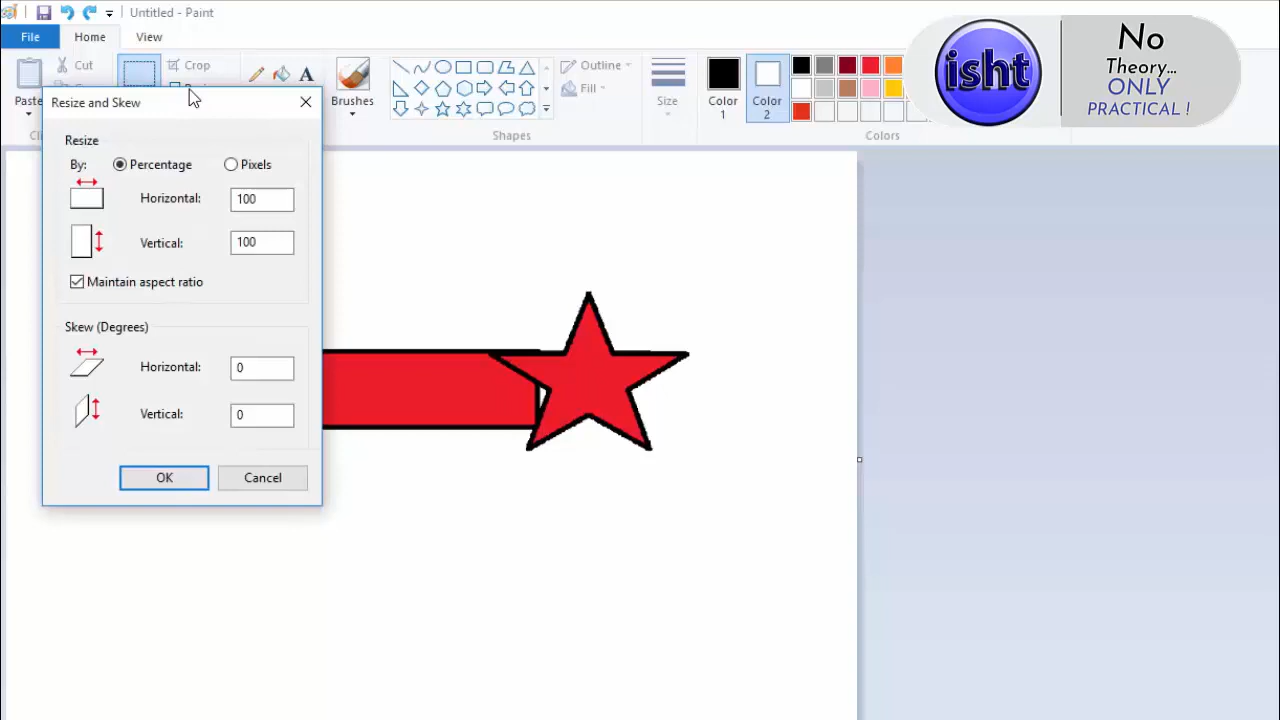 Untitled - Paint
File
Home
View
Cut
Crop
Paste
Brushes
Outline
Fill
Shapes
Size
Color
1
Color
2
Colors
isht
No
Theory...
ONLY
PRACTICAL !
Resize and Skew
Resize
By:
Percentage
Pixels
Horizontal:
100
Vertical:
100
Maintain aspect ratio
Skew (Degrees)
Horizontal:
0
Vertical:
0
OK
Cancel